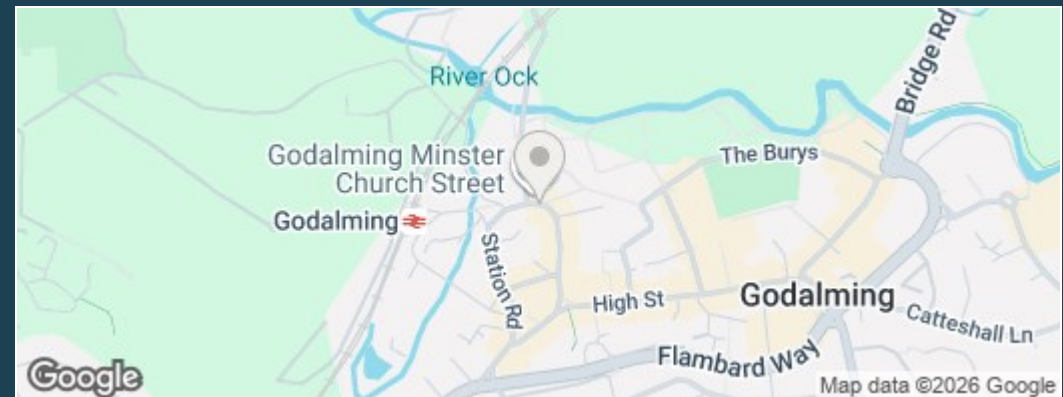 Bridge Rd
River Ock
The Burys
Godalming Minster
Church Street
Godalming
Station Rd
High St
Godalming
Catteshall Ln
Flambard Way
Google
Map data ©2026 Google